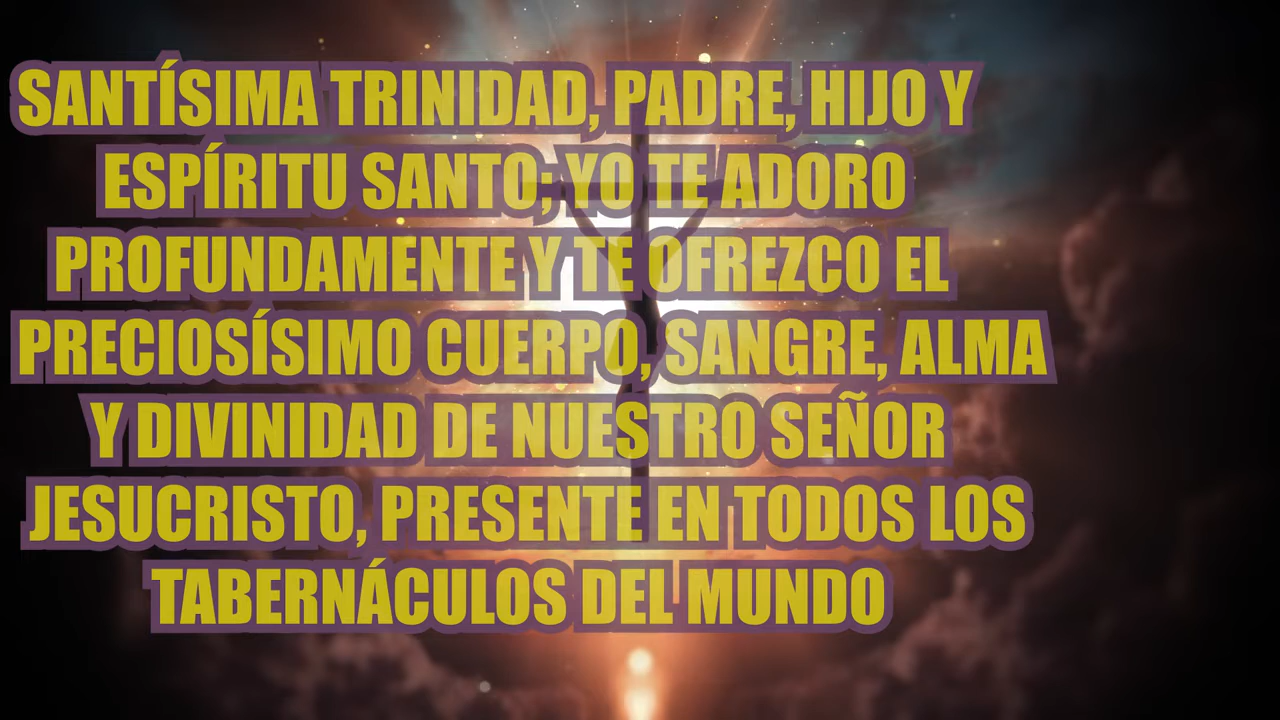 SANTÍSIMA TRINIDAD, PADRE, HIJO Y
ESPÍRITU SANTO; YO TE ADORO
PROFUNDAMENTE Y TE OFREZCO EL
PRECIOSÍSIMO CUERPO, SANGRE, ALMA
Y DIVINIDAD DE NUESTRO SEÑOR
JESUCRISTO, PRESENTE EN TODOS LOS
TABERNÁCULOS DEL MUNDO